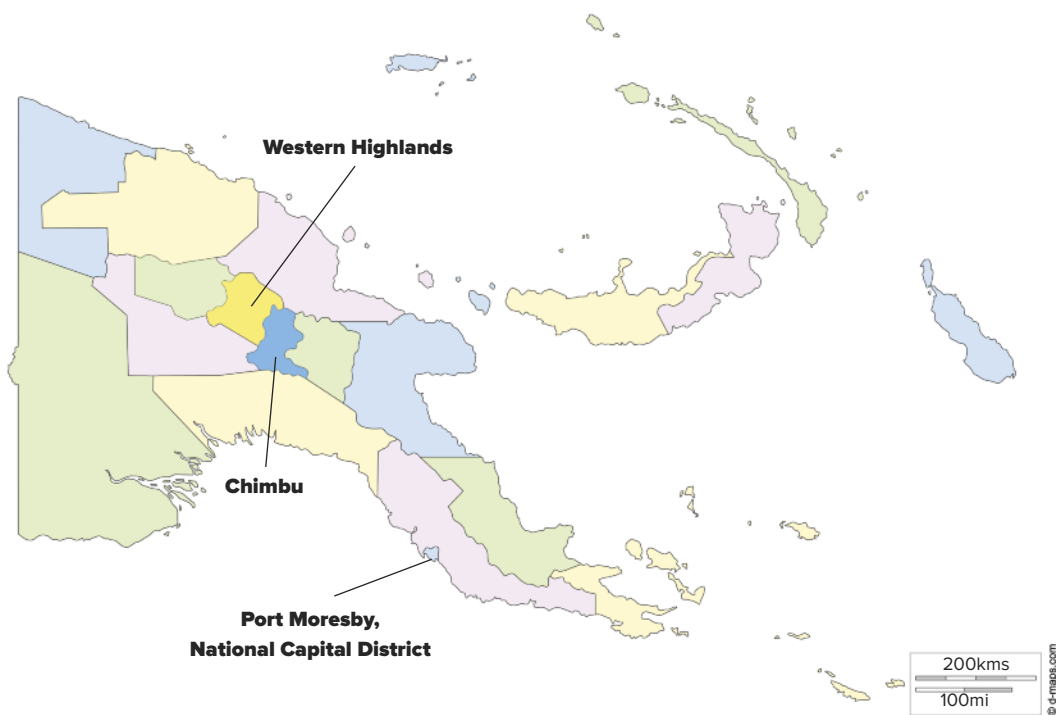 Western Highlands
Chimbu
Port Moresby,
National Capital District
200kms
100mi
© d-maps.com